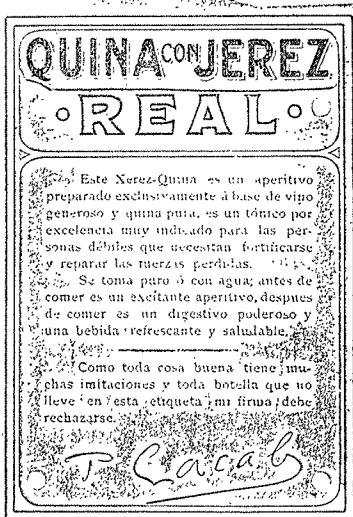 QUINA CON JEREZ
REAL
Este Xerez-Quina es un aperitivo
preparado exclusivamente á base de vino
generoso y quina pura, es un tónico por
excelencia muy indicado para las per-
sonas débiles que necesitan fortificarse
y reparar las fuerzas perdidas.
Se toma puro ó con agua; antes de
comer es un excitante aperitivo, despues
de comer es un digestivo poderoso y
una bebida refrescante y saludable.
Como toda cosa buena tiene mu-
chas imitaciones y toda botella que no
lleve en esta etiqueta mi firma debe
rechazarse.